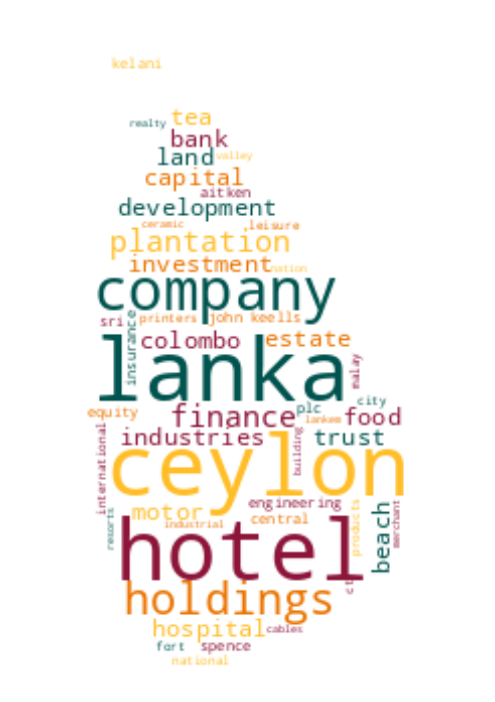 kelani
tea
realty
bank
land valley
capital
aitken
development
ceramic leisure
plantation
investment nation
company
sri printers john keells
insurance
colombo estate
lanka
malay
city
equity finance plc food
lankem
industries trust
building
international
ceylon
engineering
motor central
industrial
resorts
products
beach
merchant
hotel
holdings
hospital cables
fort spence
national